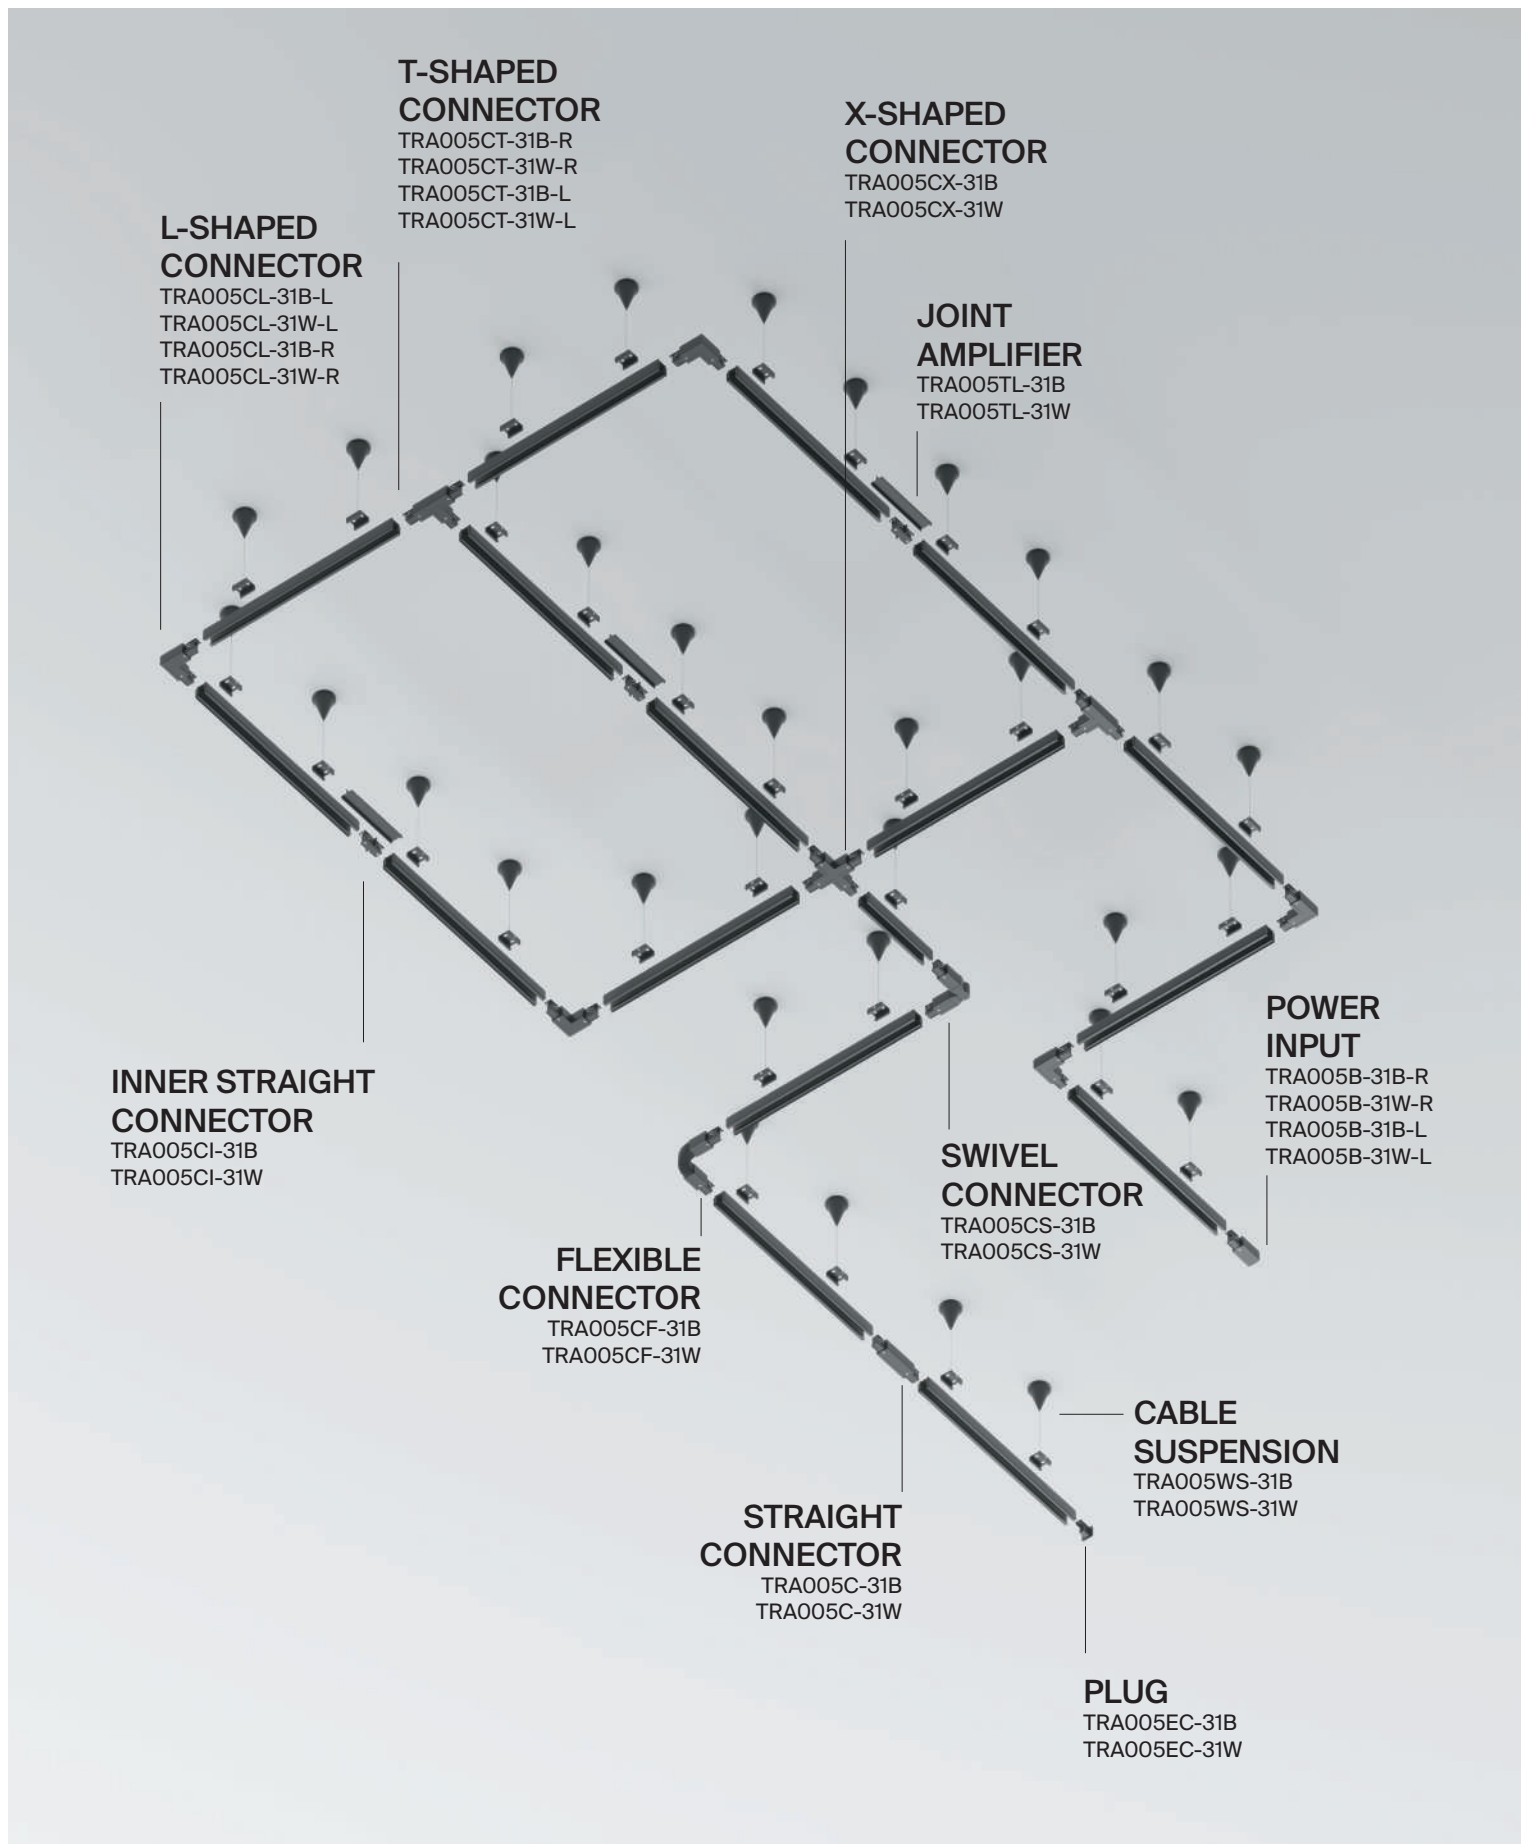 T-SHAPED
CONNECTOR
TRA005CT-31B-R
TRA005CT-31W-R
TRA005CT-31B-L
TRA005CT-31W-L
X-SHAPED
CONNECTOR
TRA005CX-31B
TRA005CX-31W
L-SHAPED
CONNECTOR
TRA005CL-31B-L
TRA005CL-31W-L
TRA005CL-31B-R
TRA005CL-31W-R
JOINT
AMPLIFIER
TRA005TL-31B
TRA005TL-31W
POWER
INPUT
TRA005B-31B-R
TRA005B-31W-R
TRA005B-31B-L
TRA005B-31W-L
INNER STRAIGHT
CONNECTOR
TRA005CI-31B
TRA005CI-31W
SWIVEL
CONNECTOR
TRA005CS-31B
TRA005CS-31W
FLEXIBLE
CONNECTOR
TRA005CF-31B
TRA005CF-31W
CABLE
SUSPENSION
TRA005WS-31B
TRA005WS-31W
STRAIGHT
CONNECTOR
TRA005C-31B
TRA005C-31W
PLUG
TRA005EC-31B
TRA005EC-31W